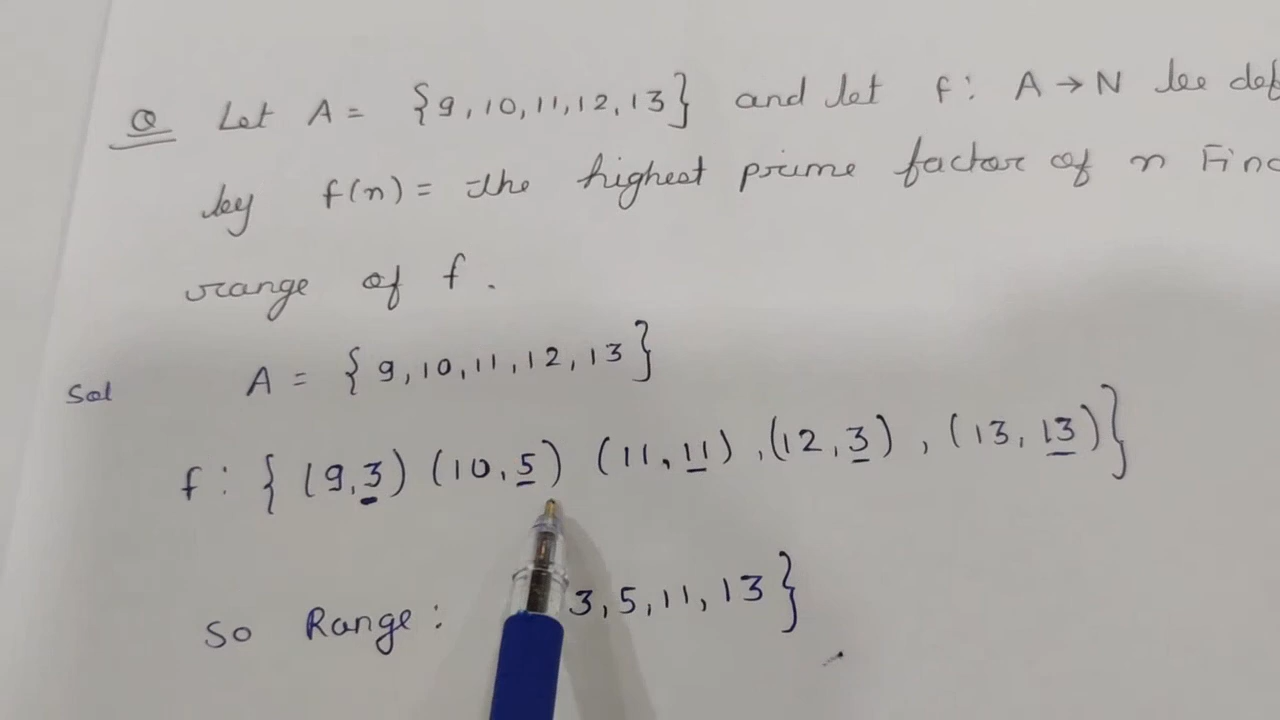 Q Let A = {9, 10, 11, 12, 13} and let f: A → N be def
by f(n) = the highest prime factor of n Find
range of f.
Sol A = {9, 10, 11, 12, 13}
f: {(9, 3) (10, 5) (11, 11), (12, 3), (13, 13)}
So Range: 3, 5, 11, 13}